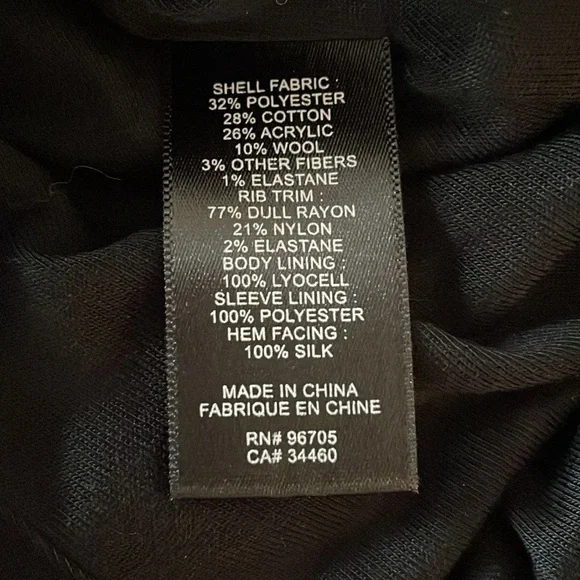 SHELL FABRIC :
32% POLYESTER
28% COTTON
26% ACRYLIC
10% WOOL
3% OTHER FIBERS
1% ELASTANE
RIB TRIM :
77% DULL RAYON
21% NYLON
2% ELASTANE
BODY LINING :
100% LYOCELL
SLEEVE LINING :
100% POLYESTER
HEM FACING :
100% SILK
MADE IN CHINA
FABRIQUE EN CHINE
RN# 96705
CA# 34460